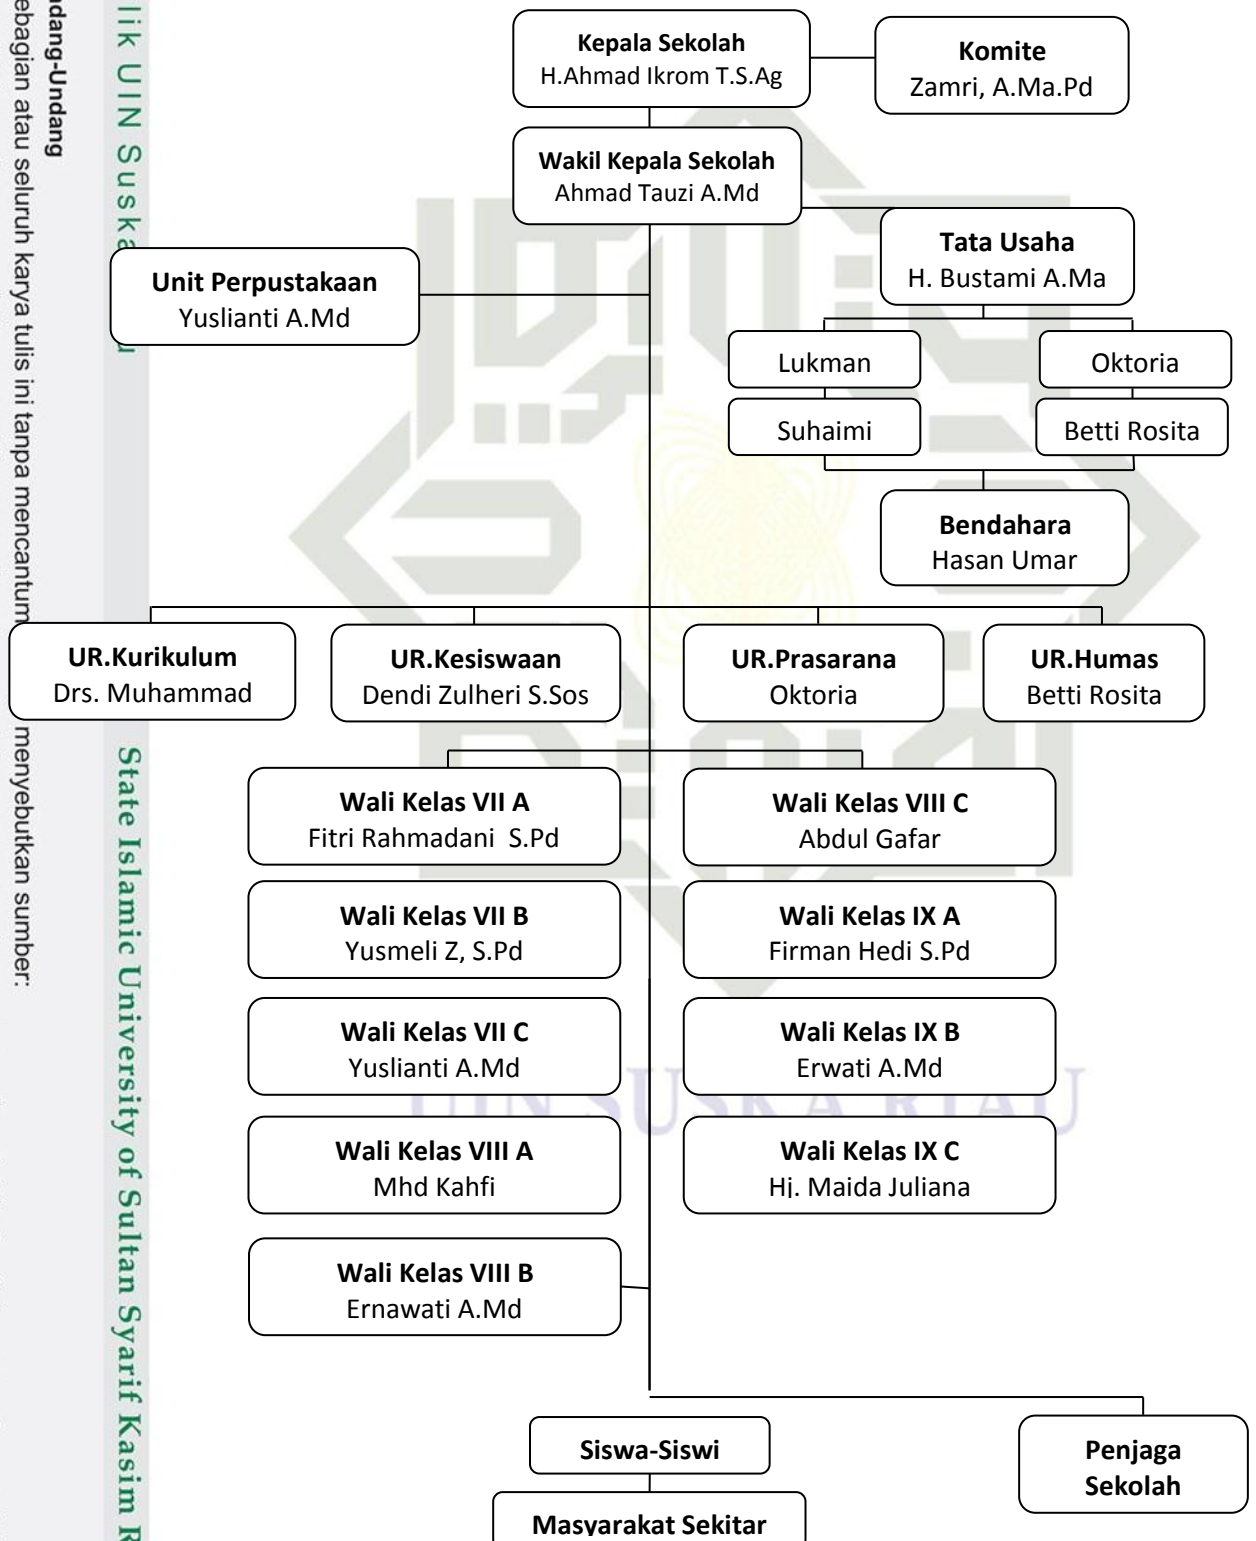 Kepala Sekolah
H.Ahmad Ikrom T.S.Ag
Komite
Zamri, A.Ma.Pd
Wakil Kepala Sekolah
Ahmad Tauzi A.Md
Tata Usaha
H. Bustami A.Ma
Unit Perpustakaan
Yuslianti A.Md
Lukman
Oktoria
Suhaimi
Betti Rosita
Bendahara
Hasan Umar
UR.Kurikulum
Drs. Muhammad
UR.Kesiswaan
Dendi Zulheri S.Sos
UR.Prasarana
Oktoria
UR.Humas
Betti Rosita
Wali Kelas VII A
Fitri Rahmadani S.Pd
Wali Kelas VIII C
Abdul Gafar
Wali Kelas VII B
Yusmeli Z, S.Pd
Wali Kelas IX A
Firman Hedi S.Pd
Wali Kelas VII C
Yuslianti A.Md
Wali Kelas IX B
Erwati A.Md
Wali Kelas VIII A
Mhd Kahfi
Wali Kelas IX C
Hj. Maida Juliana
Wali Kelas VIII B
Ernawati A.Md
Siswa-Siswi
Penjaga
Sekolah
Masyarakat Sekitar
UIN SUSKA RIAU
lik UIN Suska
State Islamic University of Sultan Syarif Kasim R
dang-Undang
ebagian atau seluruh karya tulis ini tanpa mencantum menyebutkan sumber: